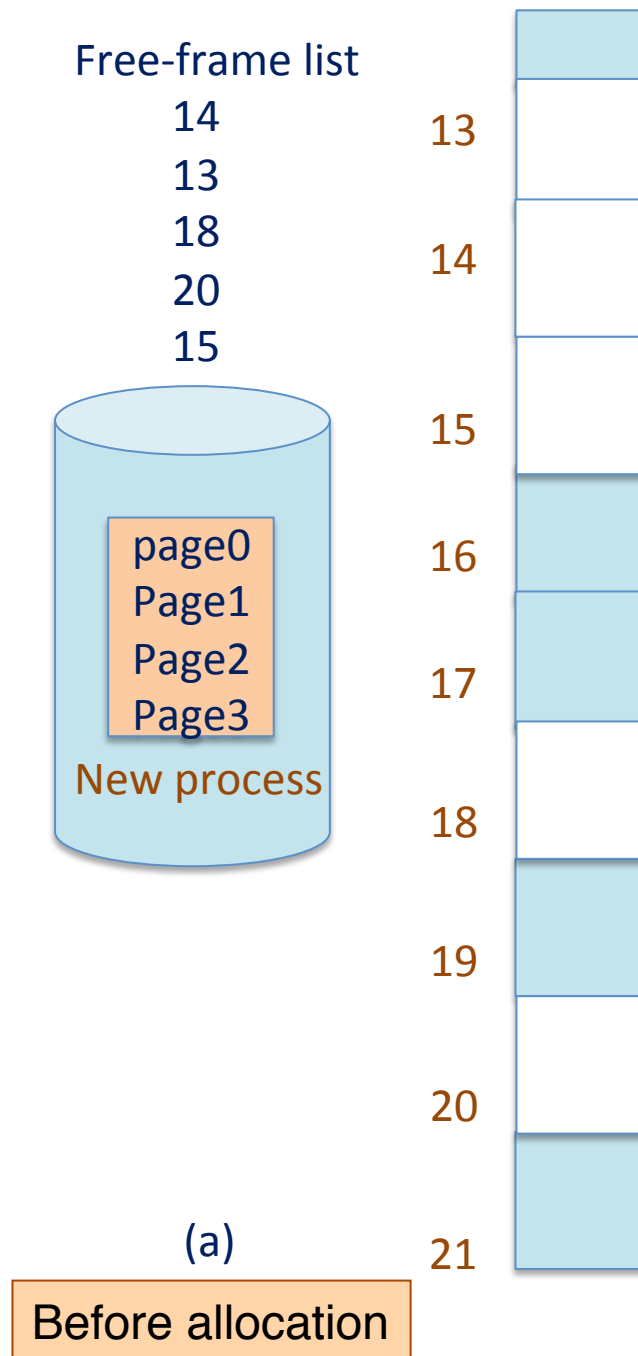 Free-frame list
14
13
18
20
15
page0
Page1
Page2
Page3
New process
(a)
Before allocation
13
14
15
16
17
18
19
20
21